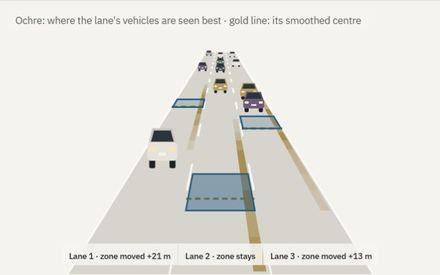 Ochre: where the lane's vehicles are seen best · gold line: its smoothed centre
Lane 1 · zone moved +21 m
Lane 2 · zone stays
Lane 3 · zone moved +13 m